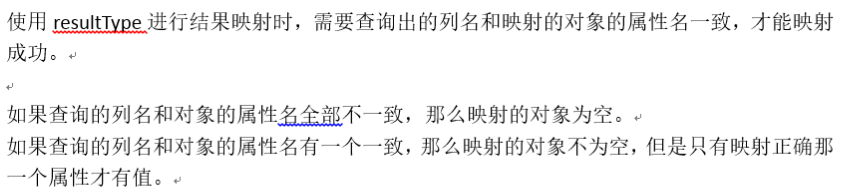 使用 resultType 进行结果映射时，需要查询出的列名和映射的对象的属性名一致，才能映射
成功。
如果查询的列名和对象的属性名全部不一致，那么映射的对象为空。
如果查询的列名和对象的属性名有一个一致，那么映射的对象不为空，但是只有映射正确那
一个属性才有值。